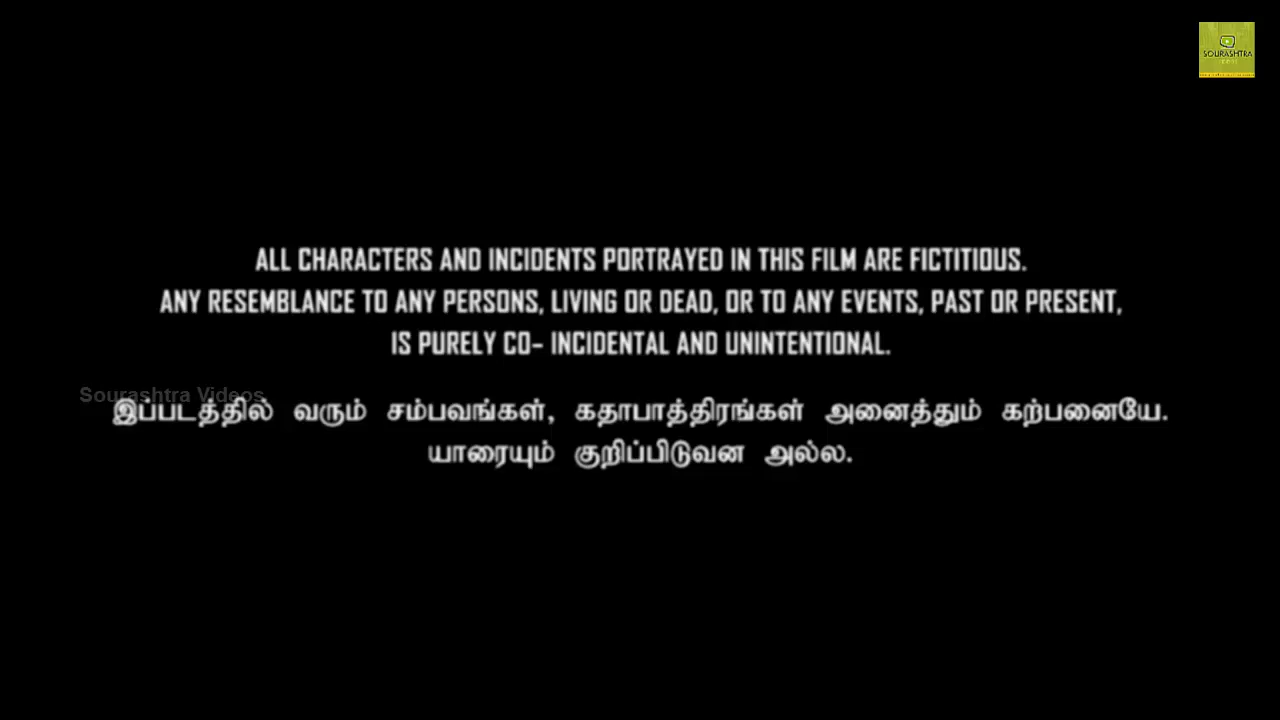 SOURASHTRA
ALL CHARACTERS AND INCIDENTS PORTRAYED IN THIS FILM ARE FICTITIOUS.
ANY RESEMBLANCE TO ANY PERSONS, LIVING OR DEAD, OR TO ANY EVENTS, PAST OR PRESENT,
IS PURELY CO- INCIDENTAL AND UNINTENTIONAL.
Sourashtra Videos
இப்படத்தில் வரும் சம்பவங்கள், கதாபாத்திரங்கள் அனைத்தும் கற்பனையே.
யாரையும் குறிப்பிடுவன அல்ல.